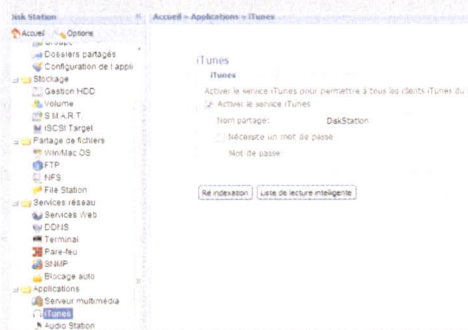 Disk Station
Accueil
Options
Groupe
Dossiers partagés
Configuration de l'appli
Stockage
Gestion HDD
Volume
S.M.A.R.T.
iSCSI Target
Partage de fichiers
Win/Mac OS
FTP
NFS
File Station
Services réseau
Services Web
DDNS
Terminal
Pare-feu
SNMP
Blocage auto
Applications
Serveur multimédia
iTunes
Audio Station
Accueil » Applications » iTunes
iTunes
iTunes
Activer le service iTunes pour permettre à tous les clients iTunes du
Activer le service iTunes
Nom partagé: DiskStation
Nécessite un mot de passe
Mot de passe
Ré indexation
Liste de lecture intelligente